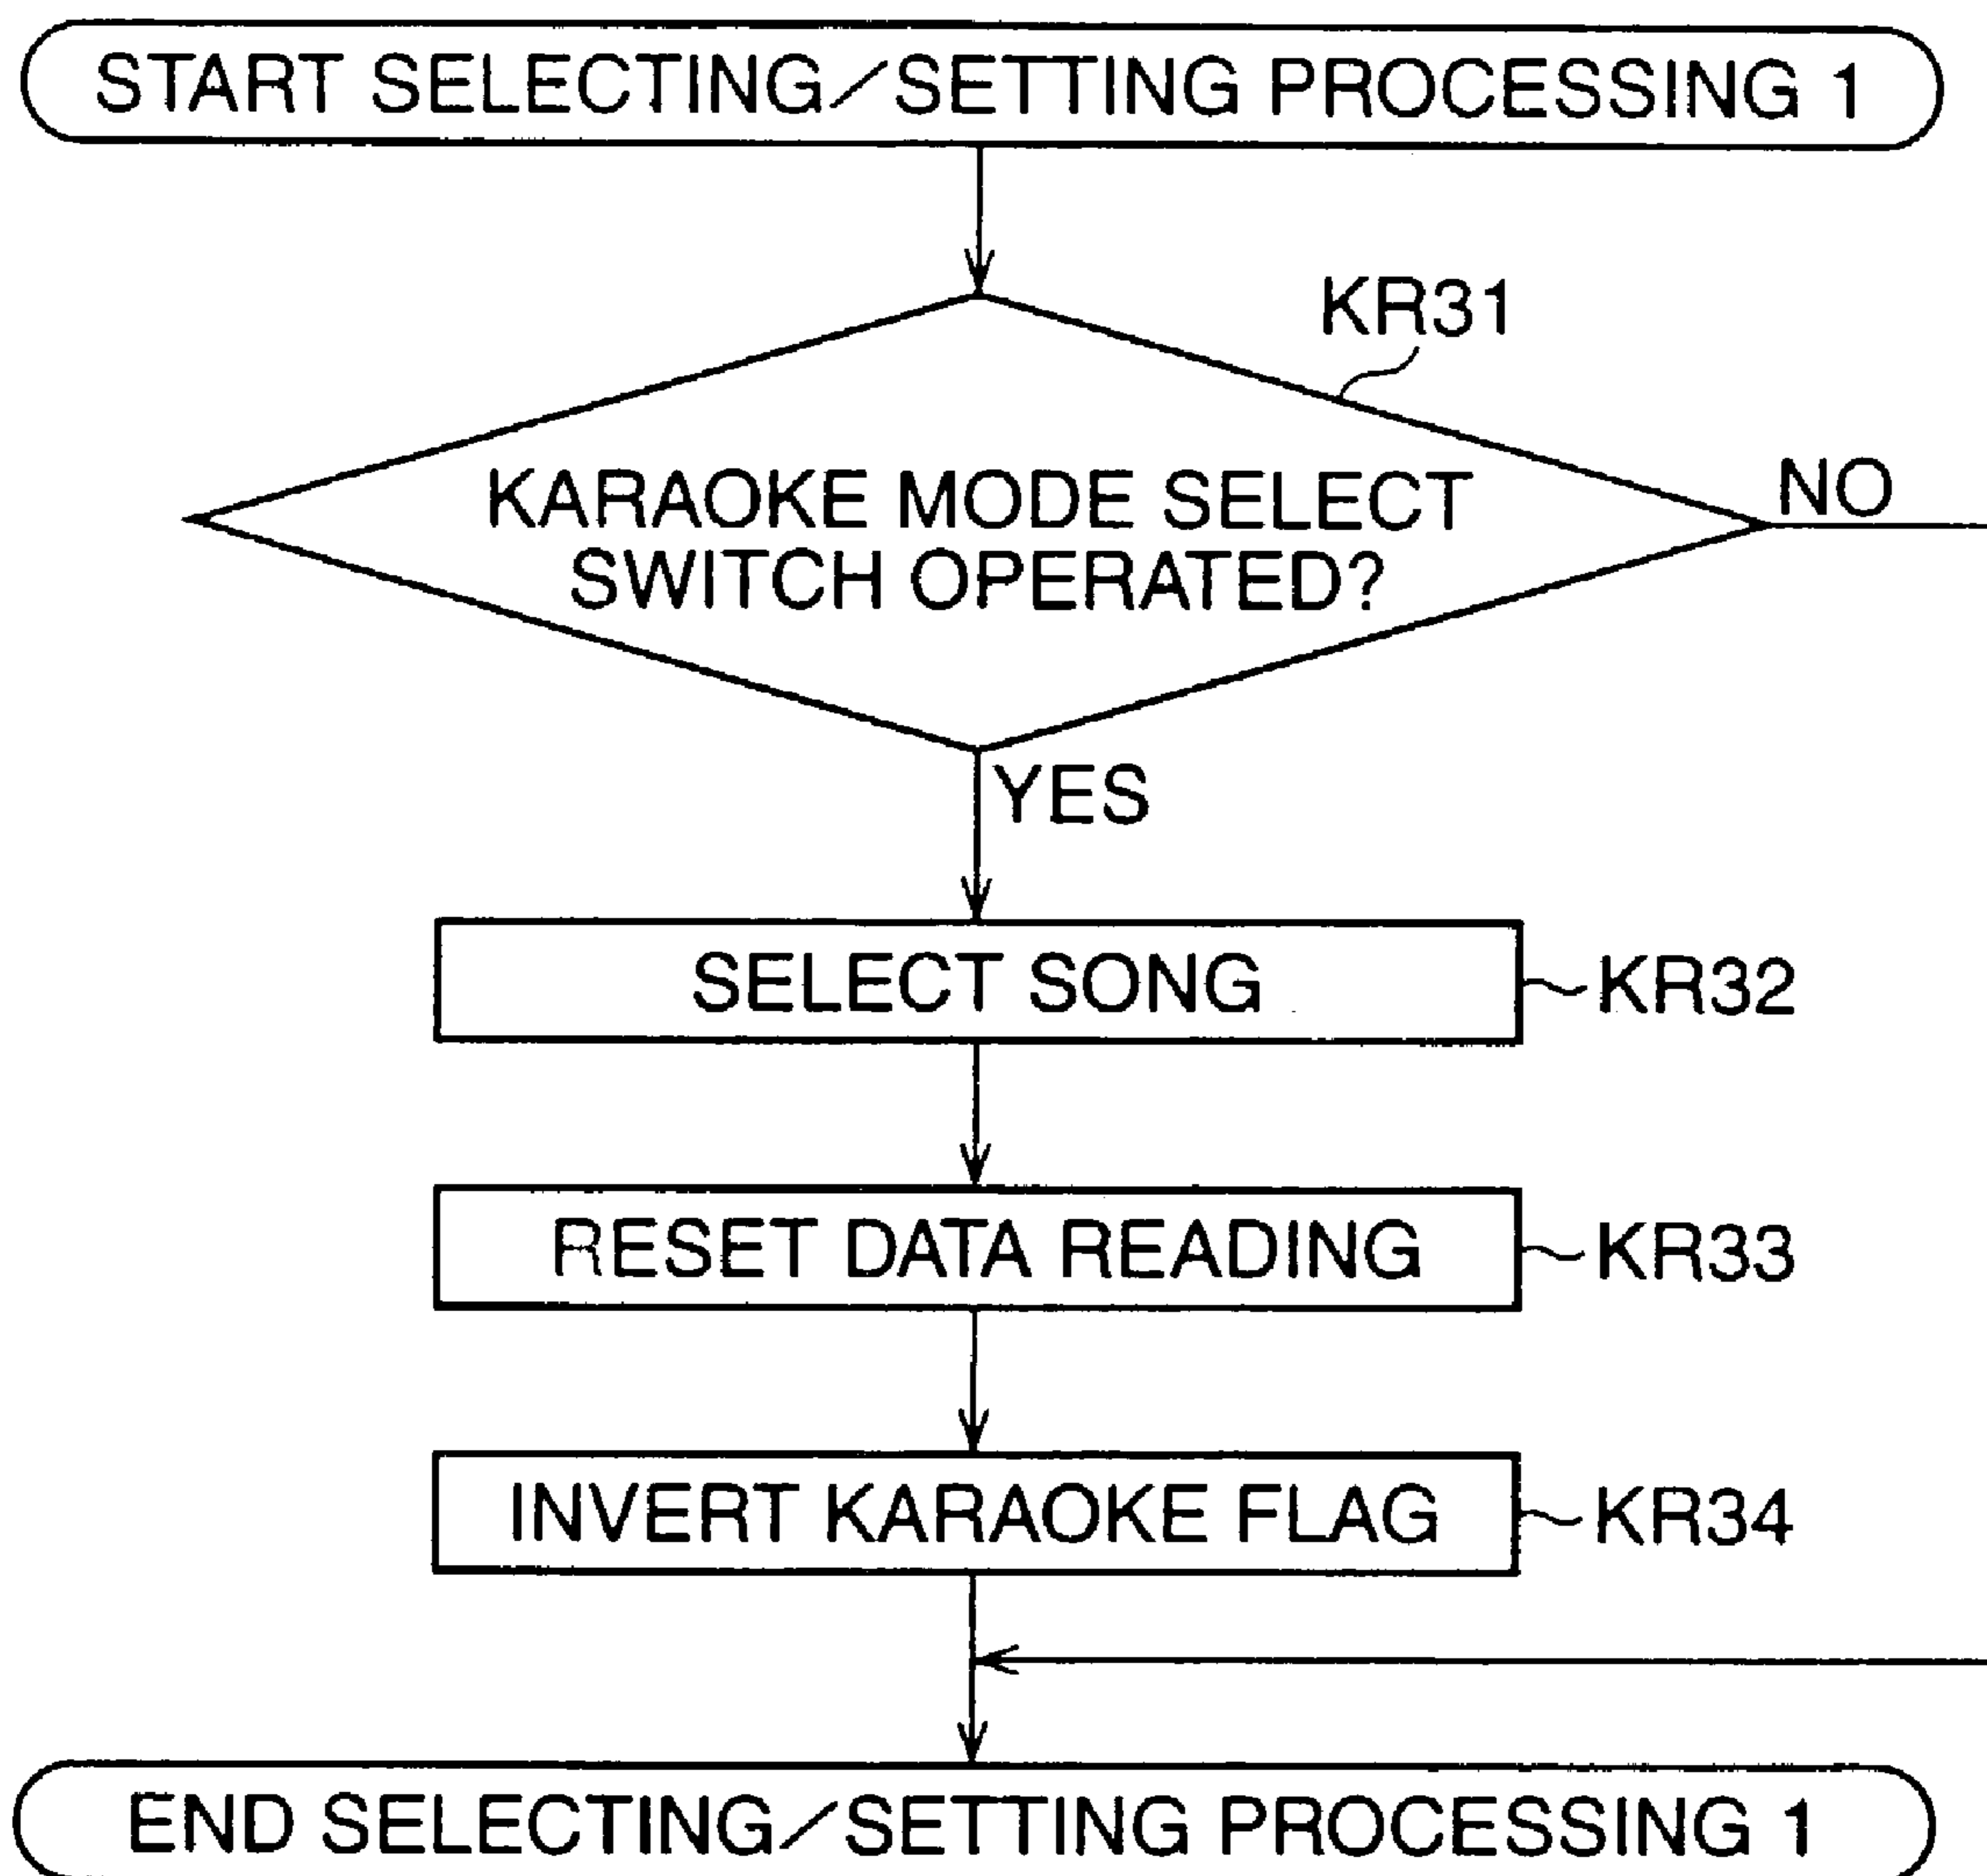 START SELECTING/SETTING PROCESSING 1
KR31
KARAOKE MODE SELECT
SWITCH OPERATED?
NO
YES
SELECT SONG
KR32
RESET DATA READING
KR33
INVERT KARAOKE FLAG
KR34
END SELECTING/SETTING PROCESSING 1